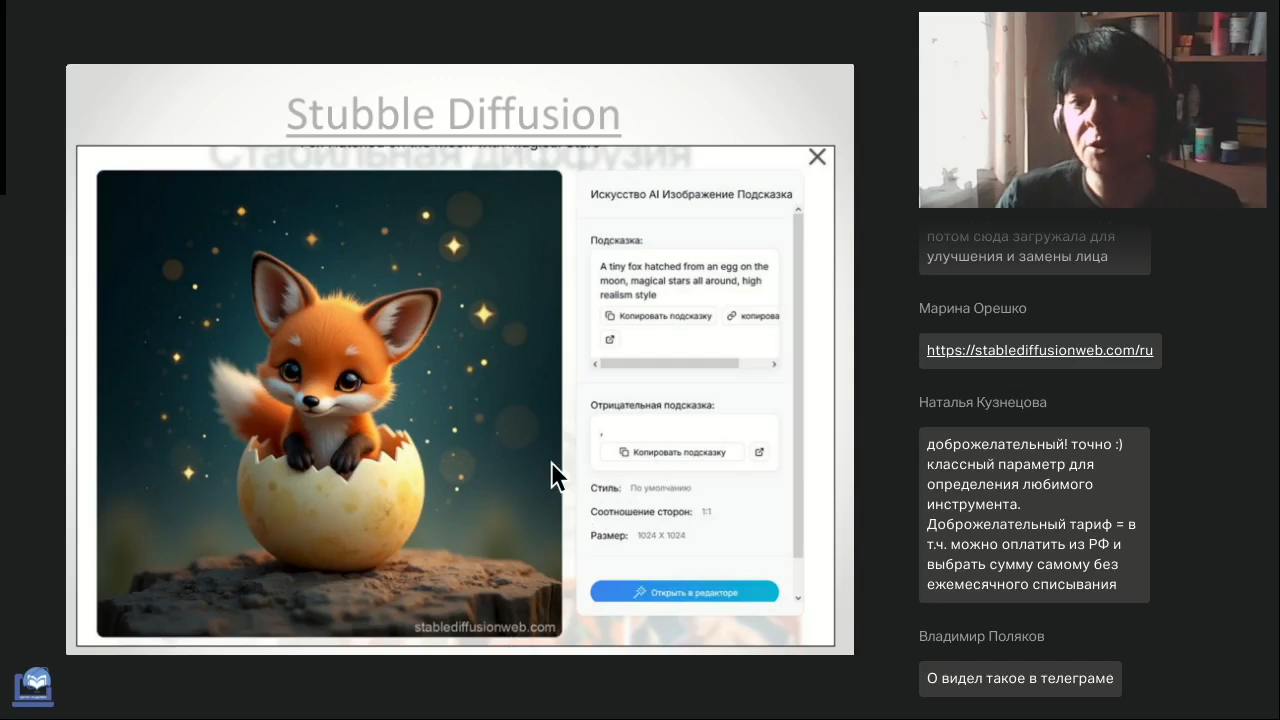 Stubble Diffusion
Стабильная диффузия
Искусство AI Изображение Подсказка
Подсказка:
A tiny fox hatched from an egg on the
moon, magical stars all around, high
realism style
Копировать подсказку
копирова
Отрицательная подсказка:
,
Копировать подсказку
Стиль: По умолчанию
Соотношение сторон: 1:1
Размер: 1024 X 1024
Открыть в редакторе
stablediffusionweb.com
потом сюда загружала для
улучшения и замены лица
Марина Орешко
https://stablediffusionweb.com/ru
Наталья Кузнецова
доброжелательный! точно :)
классный параметр для
определения любимого
инструмента.
Доброжелательный тариф = в
т.ч. можно оплатить из РФ и
выбрать сумму самому без
ежемесячного списывания
Владимир Поляков
О видел такое в телеграме